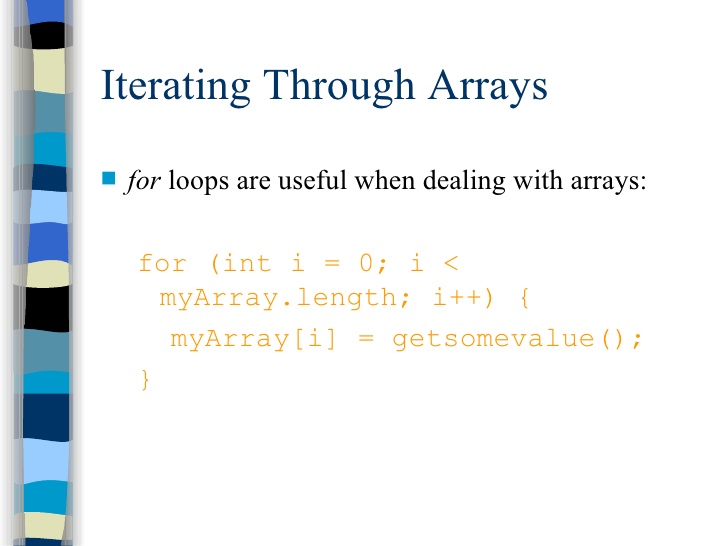 Iterating Through Arrays
for loops are useful when dealing with arrays:
for (int i = 0; i <
myArray.length; i++) {
myArray[i] = getsomevalue();
}